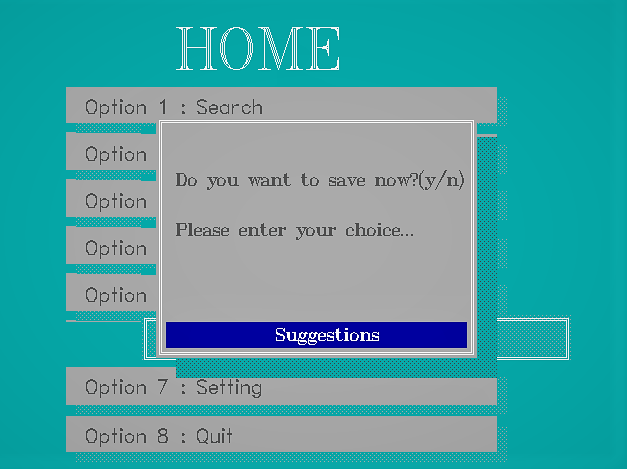 HOME
Option 1 : Search
Option
Do you want to save now?(y/n)
Option
Please enter your choice...
Option
Option
Suggestions
Option 7 : Setting
Option 8 : Quit